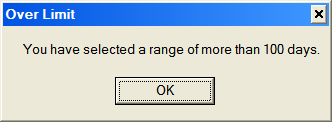 Over Limit
You have selected a range of more than 100 days.
OK